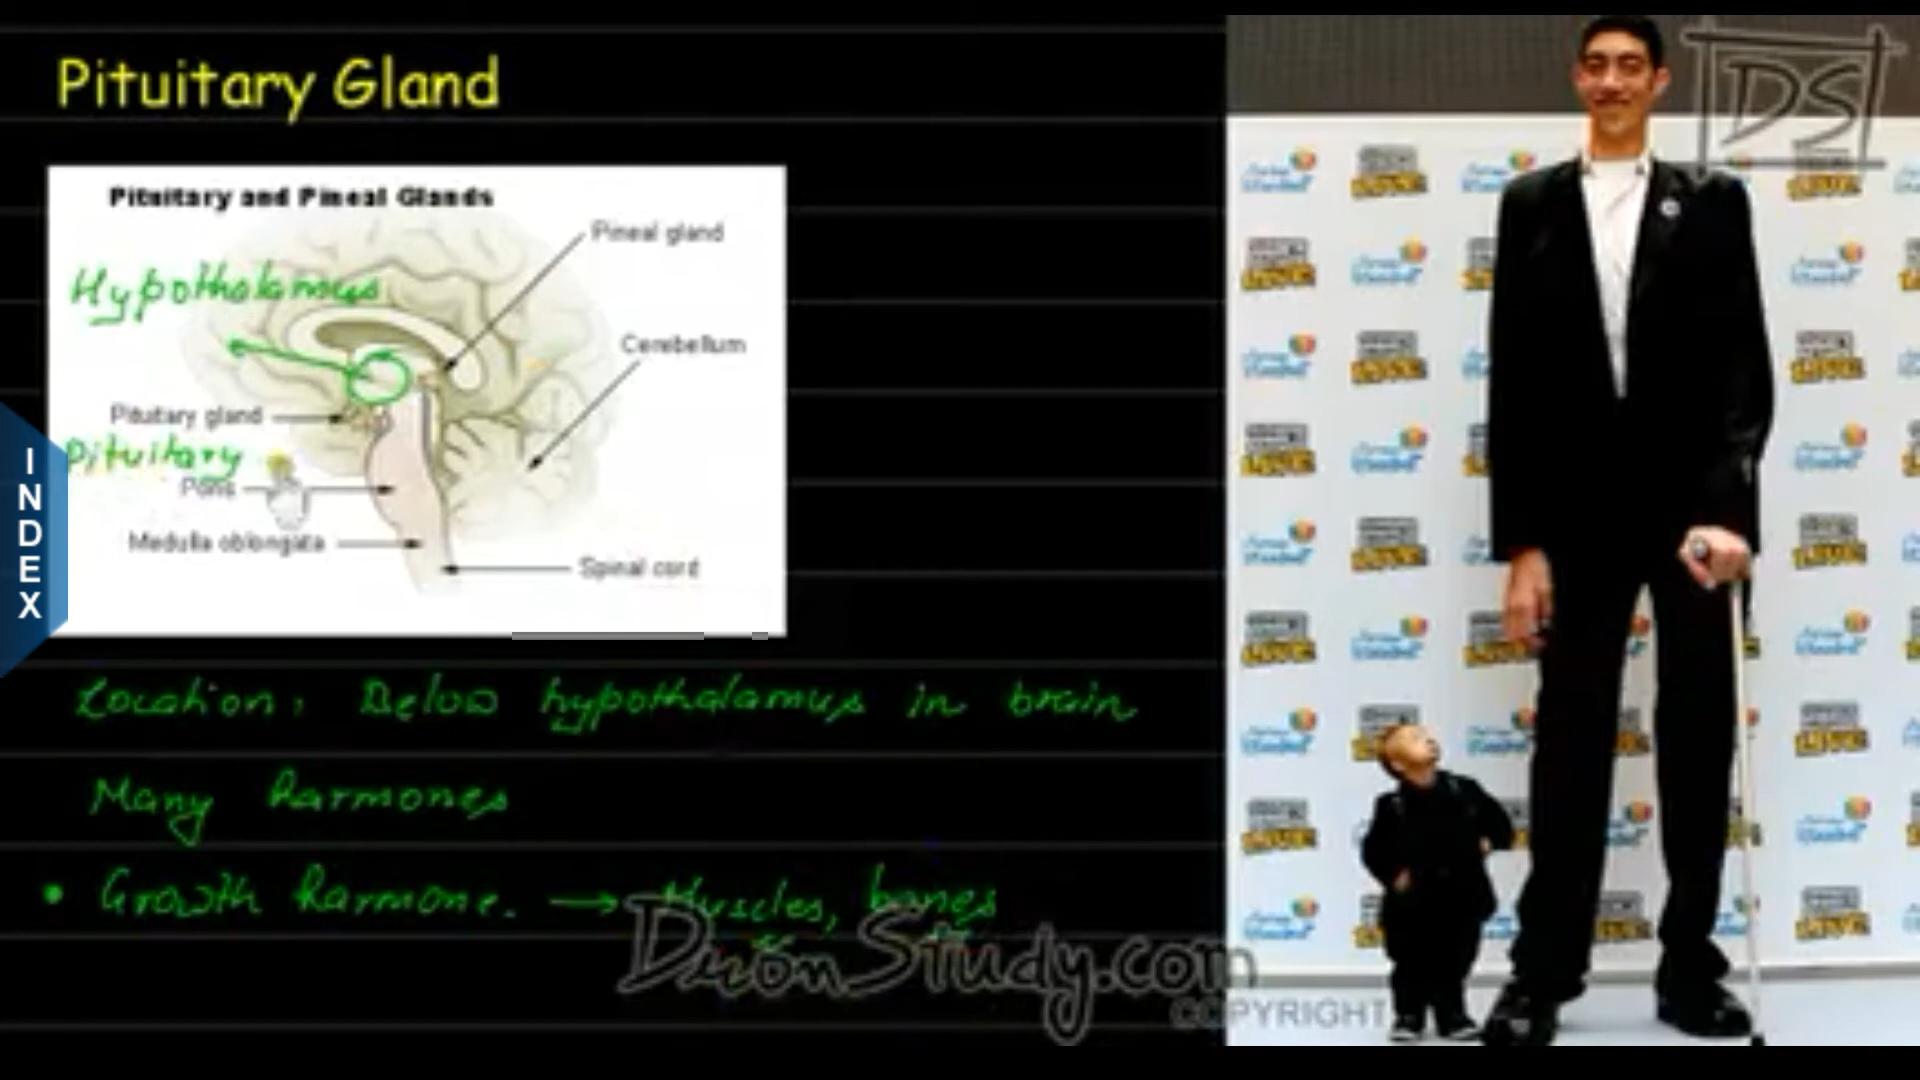 Pituitary Gland
Pituitary and Pineal Glands
Pineal gland
Hypothalamus
Cerebellum
Pituitary gland
Pituitary
Pons
Medulla oblongata
Spinal cord
INDEX
Location: Below hypothalamus in brain
Many harmones
• Growth harmone. → Muscles, bones
DronStudy.com
COPYRIGHT
DS